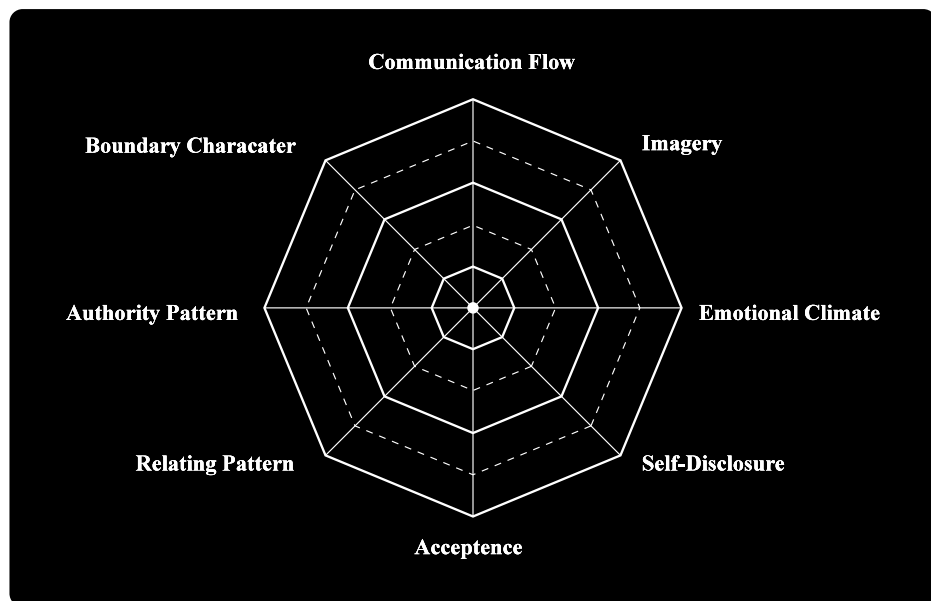 Communication Flow
Boundary Characater
Imagery
Authority Pattern
Emotional Climate
Relating Pattern
Self-Disclosure
Acceptence